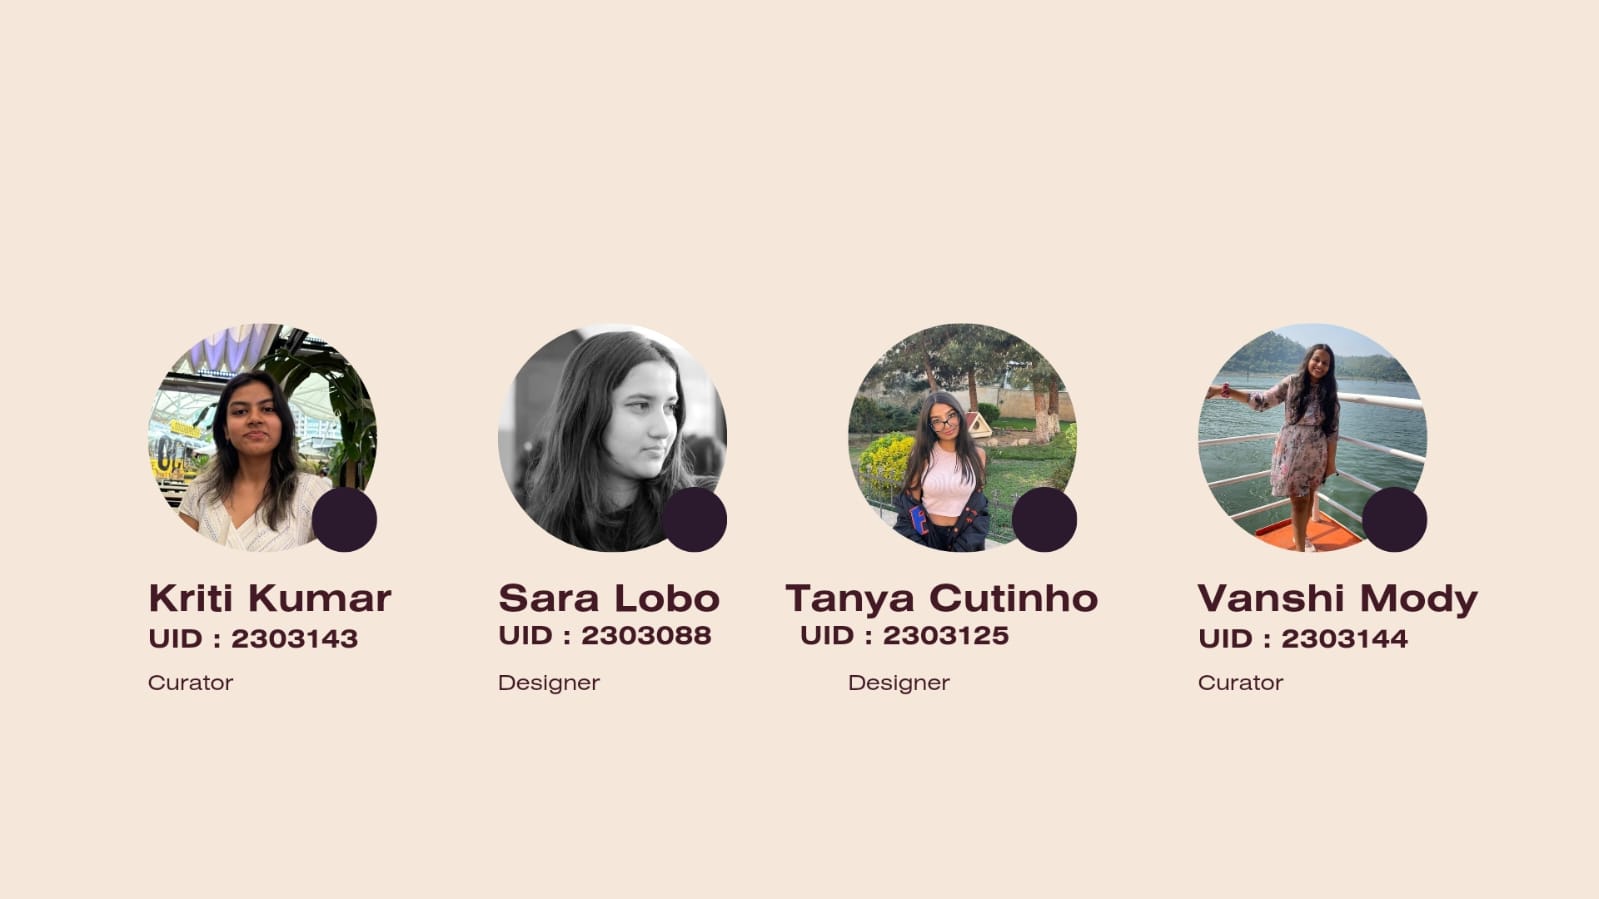 Kriti Kumar
UID : 2303143
Curator
Sara Lobo
UID : 2303088
Designer
Tanya Cutinho
UID : 2303125
Designer
Vanshi Mody
UID : 2303144
Curator